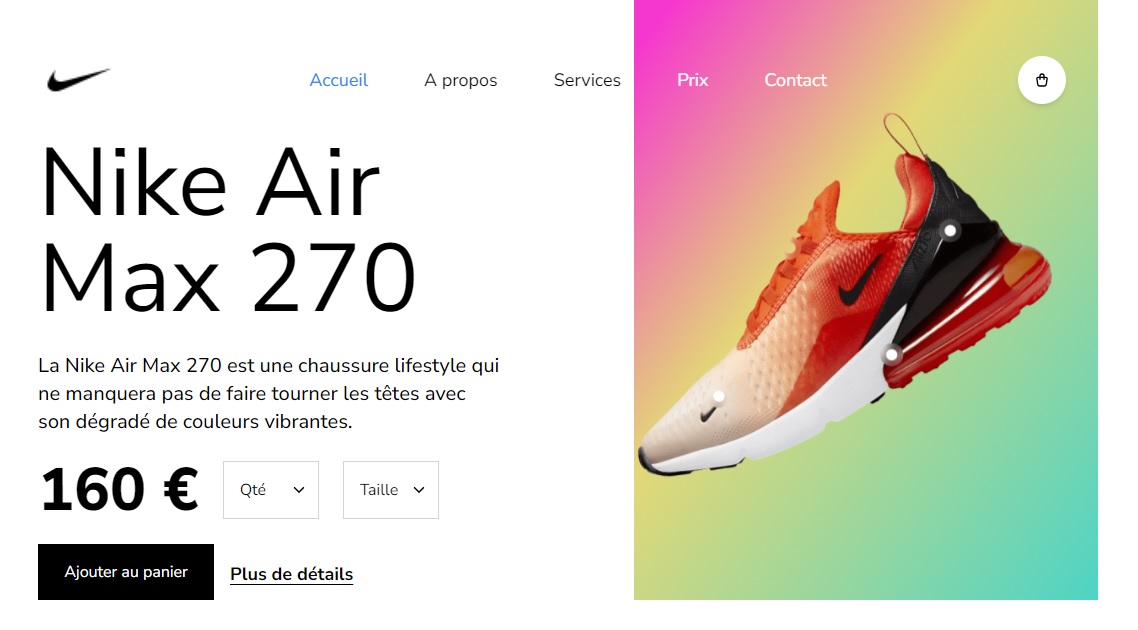 Accueil A propos Services Prix Contact
Nike Air
Max 270
La Nike Air Max 270 est une chaussure lifestyle qui
ne manquera pas de faire tourner les têtes avec
son dégradé de couleurs vibrantes.
160 € Qté Taille
Ajouter au panier Plus de détails